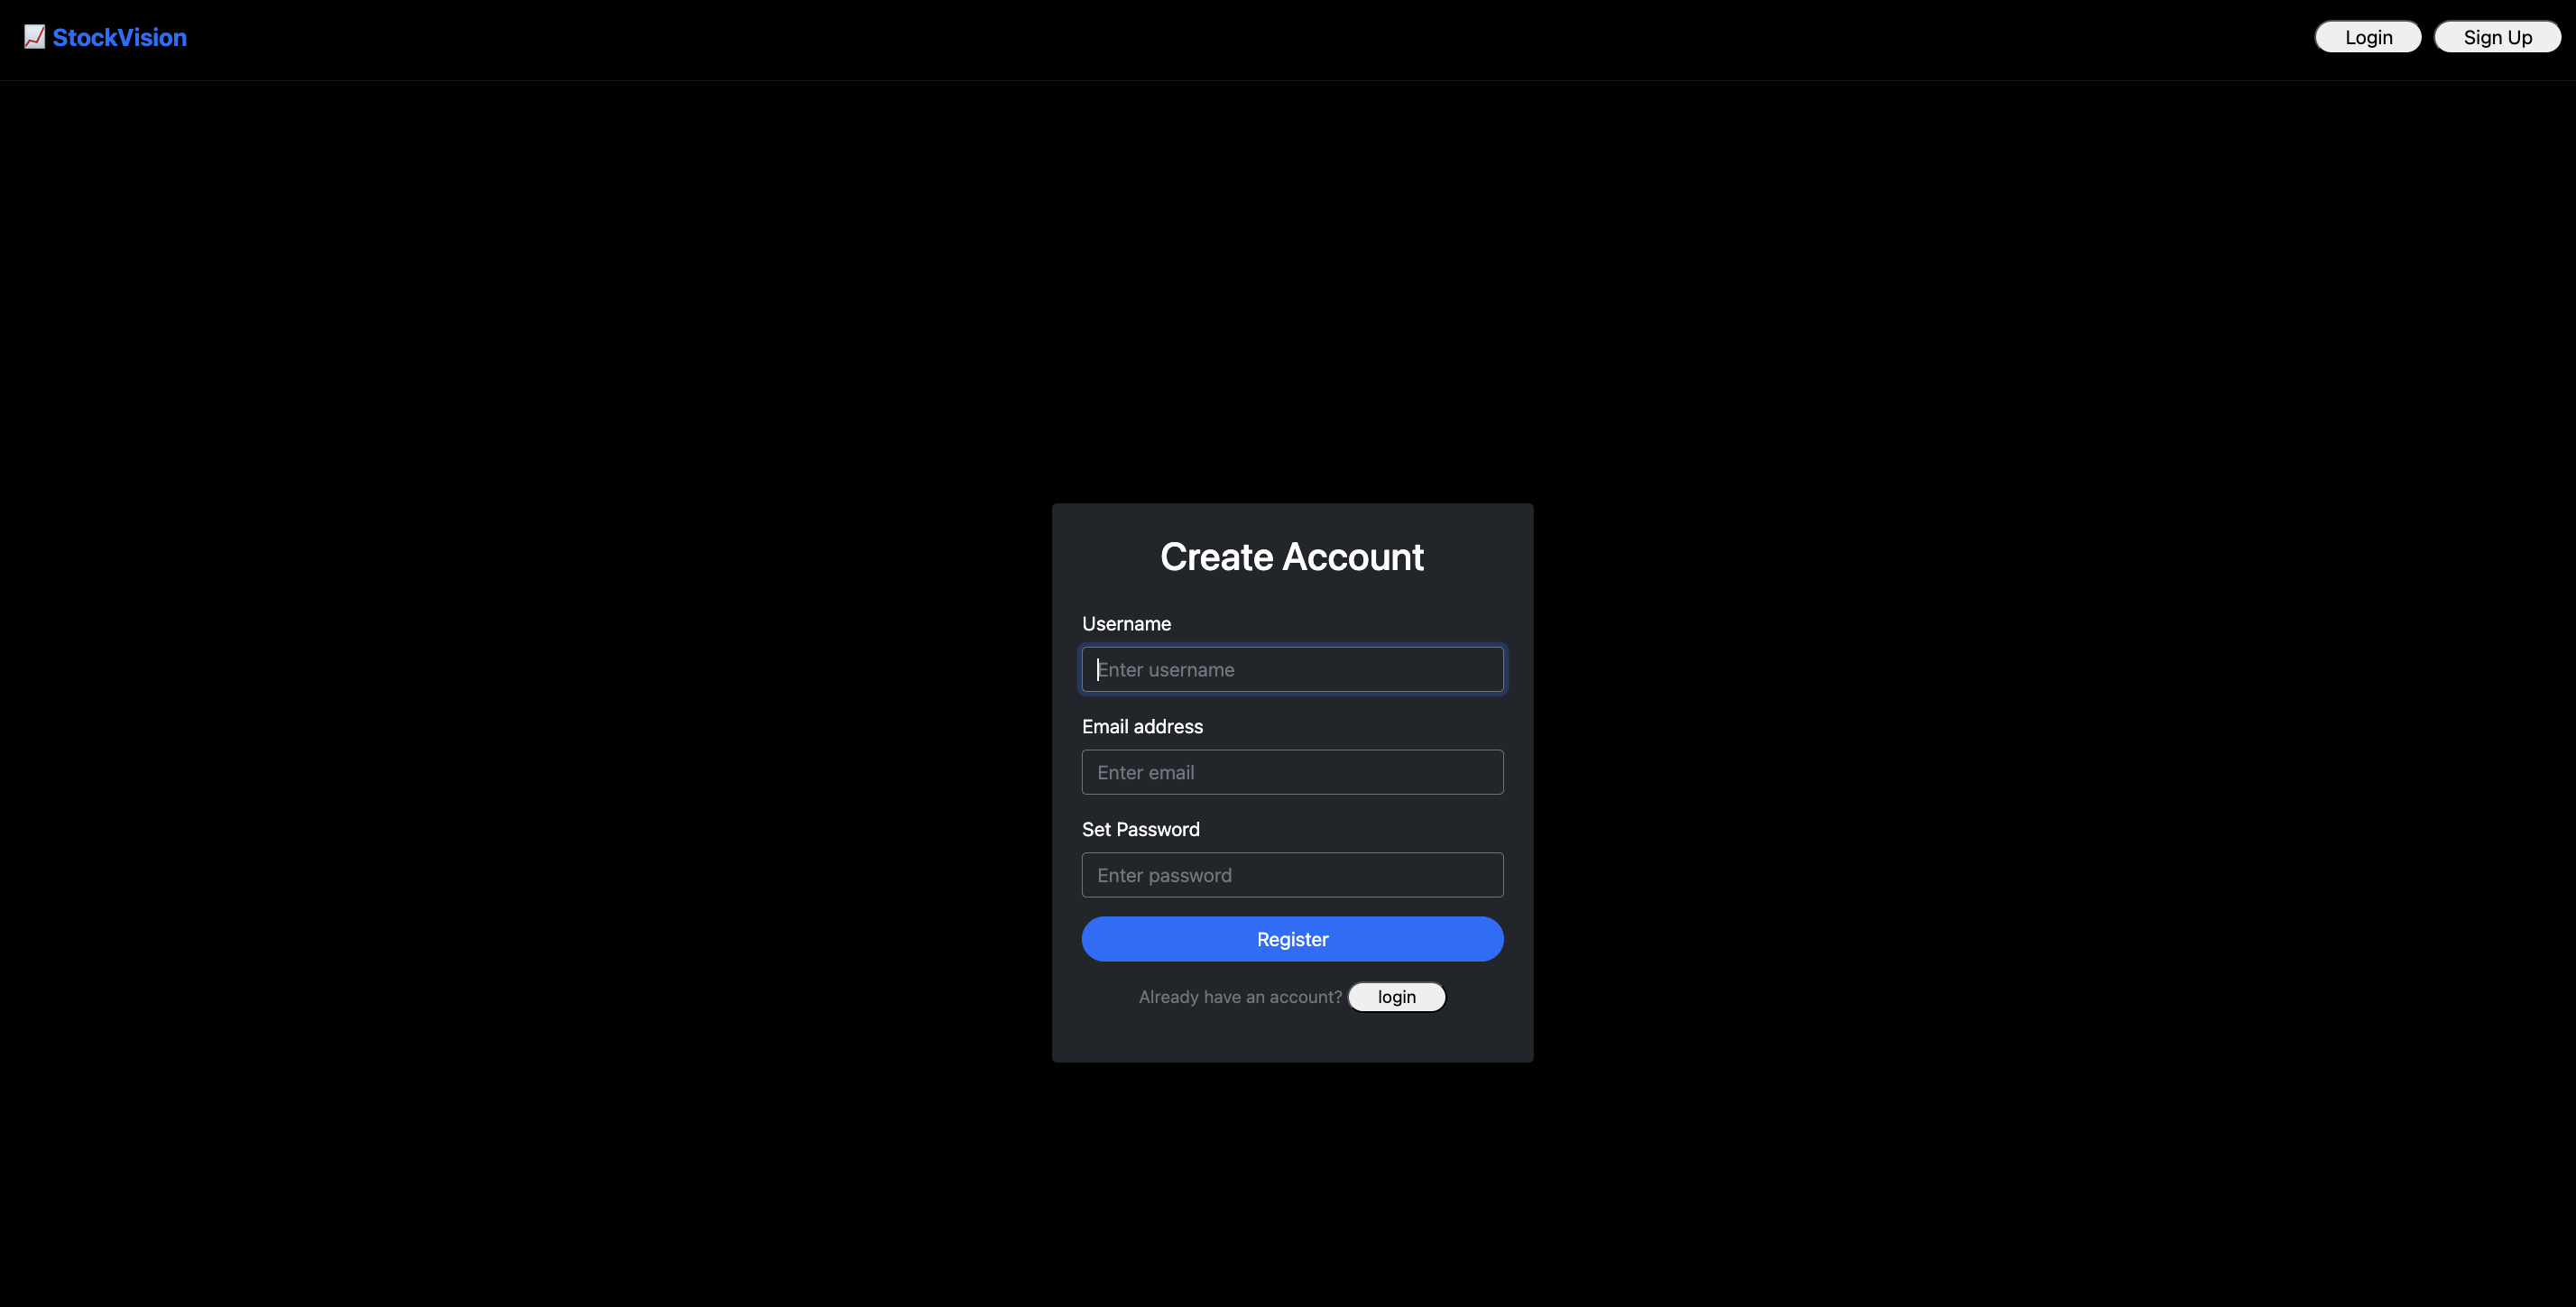 StockVision
Login
Sign Up
Create Account
Username
Enter username
Email address
Enter email
Set Password
Enter password
Register
Already have an account? login